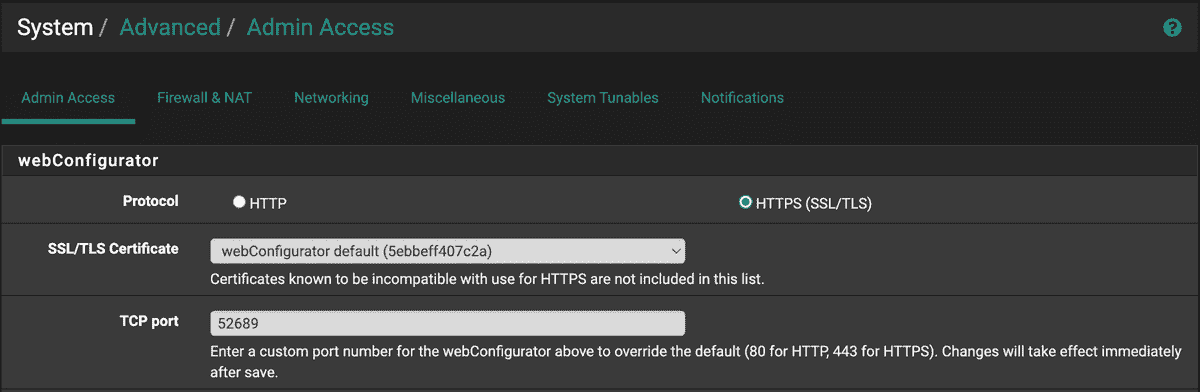 System / Advanced / Admin Access
Admin Access Firewall & NAT Networking Miscellaneous System Tunables Notifications
webConfigurator
Protocol HTTP HTTPS (SSL/TLS)
SSL/TLS Certificate webConfigurator default (5ebbeff407c2a)
Certificates known to be incompatible with use for HTTPS are not included in this list.
TCP port 52689
Enter a custom port number for the webConfigurator above to override the default (80 for HTTP, 443 for HTTPS). Changes will take effect immediately
after save.